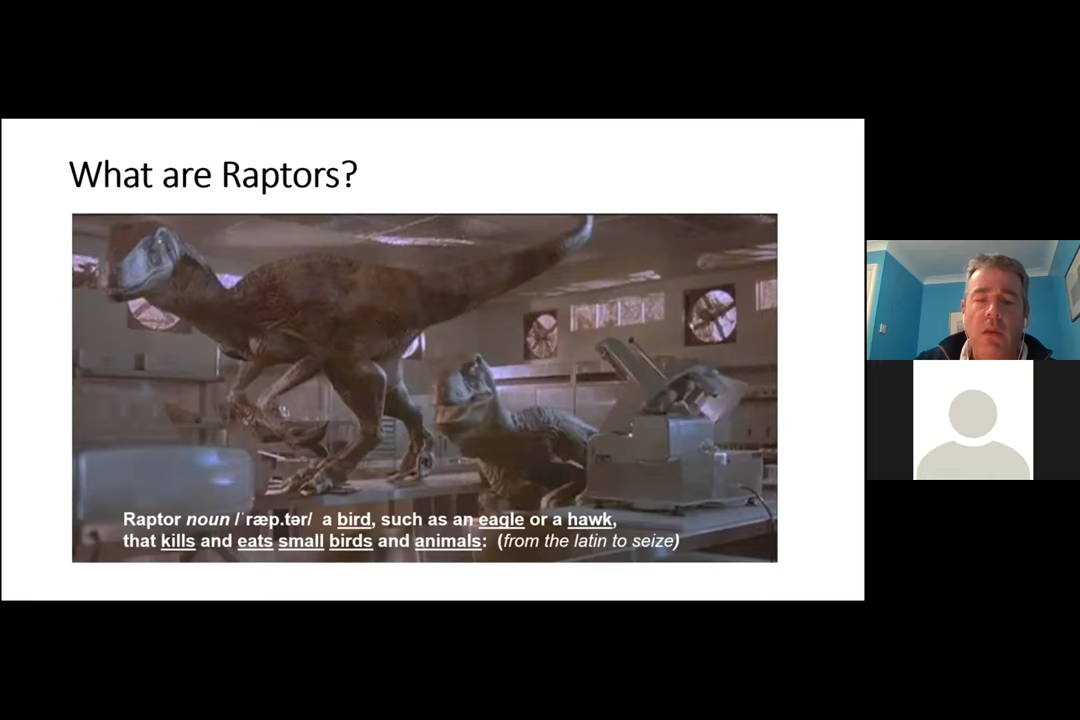 What are Raptors?
Raptor noun /ˈræp.tər/ a bird, such as an eagle or a hawk,
that kills and eats small birds and animals: (from the latin to seize)